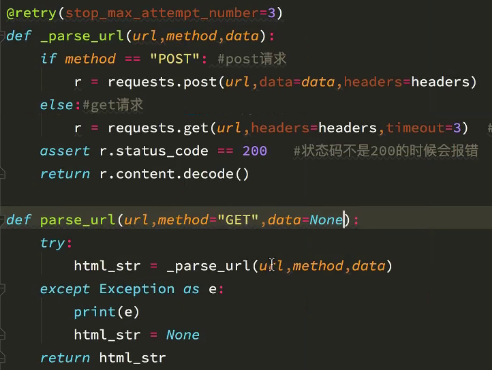 @retry(stop_max_attempt_number=3)
def _parse_url(url,method,data):
    if method == "POST": #post请求
        r = requests.post(url,data=data,headers=headers)
    else:#get请求
        r = requests.get(url,headers=headers,timeout=3)  #
    assert r.status_code == 200   #状态码不是200的时候会报错
    return r.content.decode()
def parse_url(url,method="GET",data=None):
    try:
        html_str = _parse_url(url,method,data)
    except Exception as e:
        print(e)
        html_str = None
    return html_str